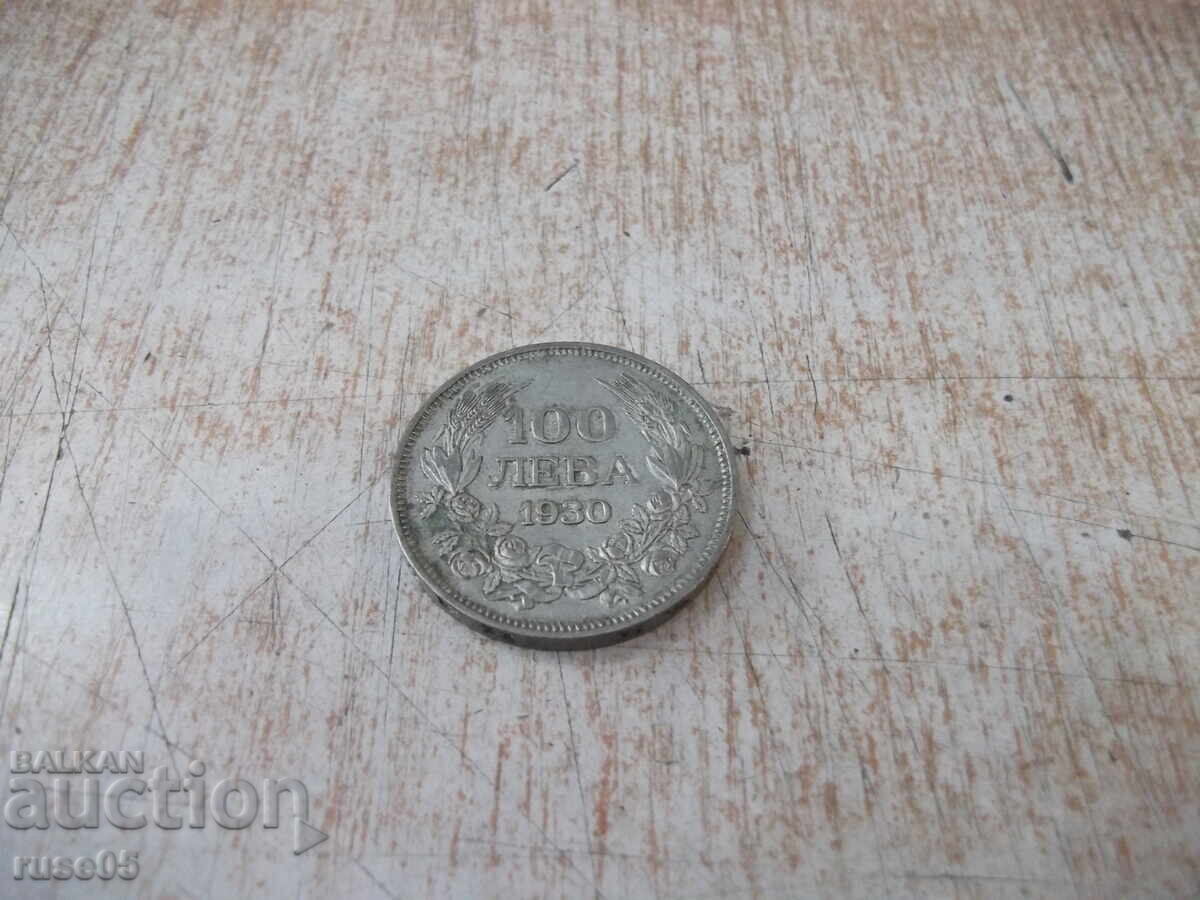 100
ЛЕВА
1930
BALKAN
auction
ruse05